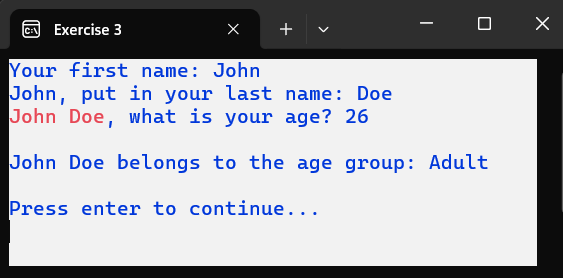 Exercise 3
Your first name: John
John, put in your last name: Doe
John Doe, what is your age? 26
John Doe belongs to the age group: Adult
Press enter to continue...